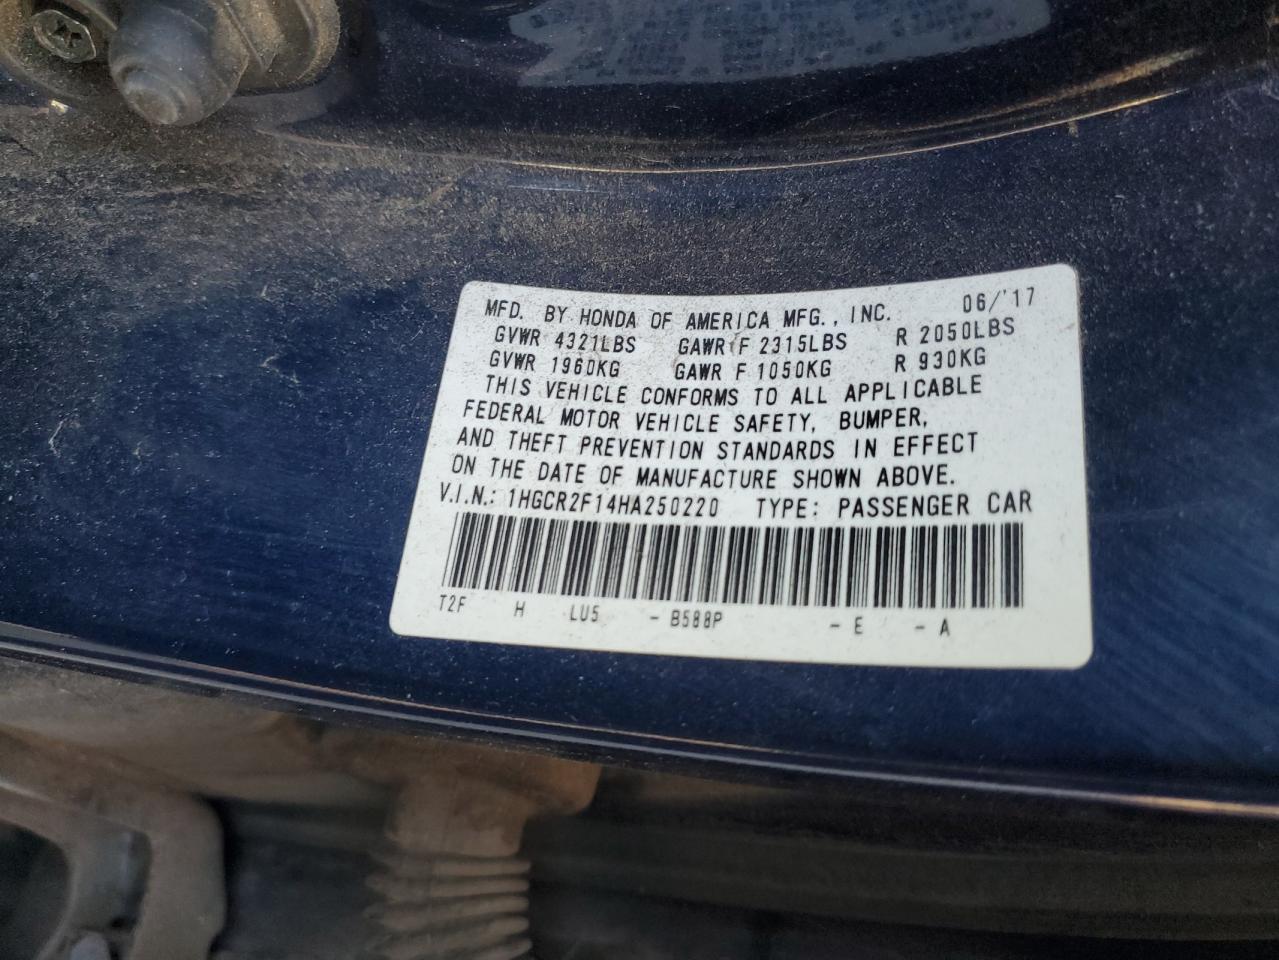 MFD. BY HONDA OF AMERICA MFG., INC. 06/'17
GVWR 4321LBS GAWR F 2315LBS R 2050LBS
GVWR 1960KG GAWR F 1050KG R 930KG
THIS VEHICLE CONFORMS TO ALL APPLICABLE
FEDERAL MOTOR VEHICLE SAFETY, BUMPER,
AND THEFT PREVENTION STANDARDS IN EFFECT
ON THE DATE OF MANUFACTURE SHOWN ABOVE.
V.I.N.: 1HGCR2F14HA250220 TYPE: PASSENGER CAR
T2F H LU5 - B588P - E - A